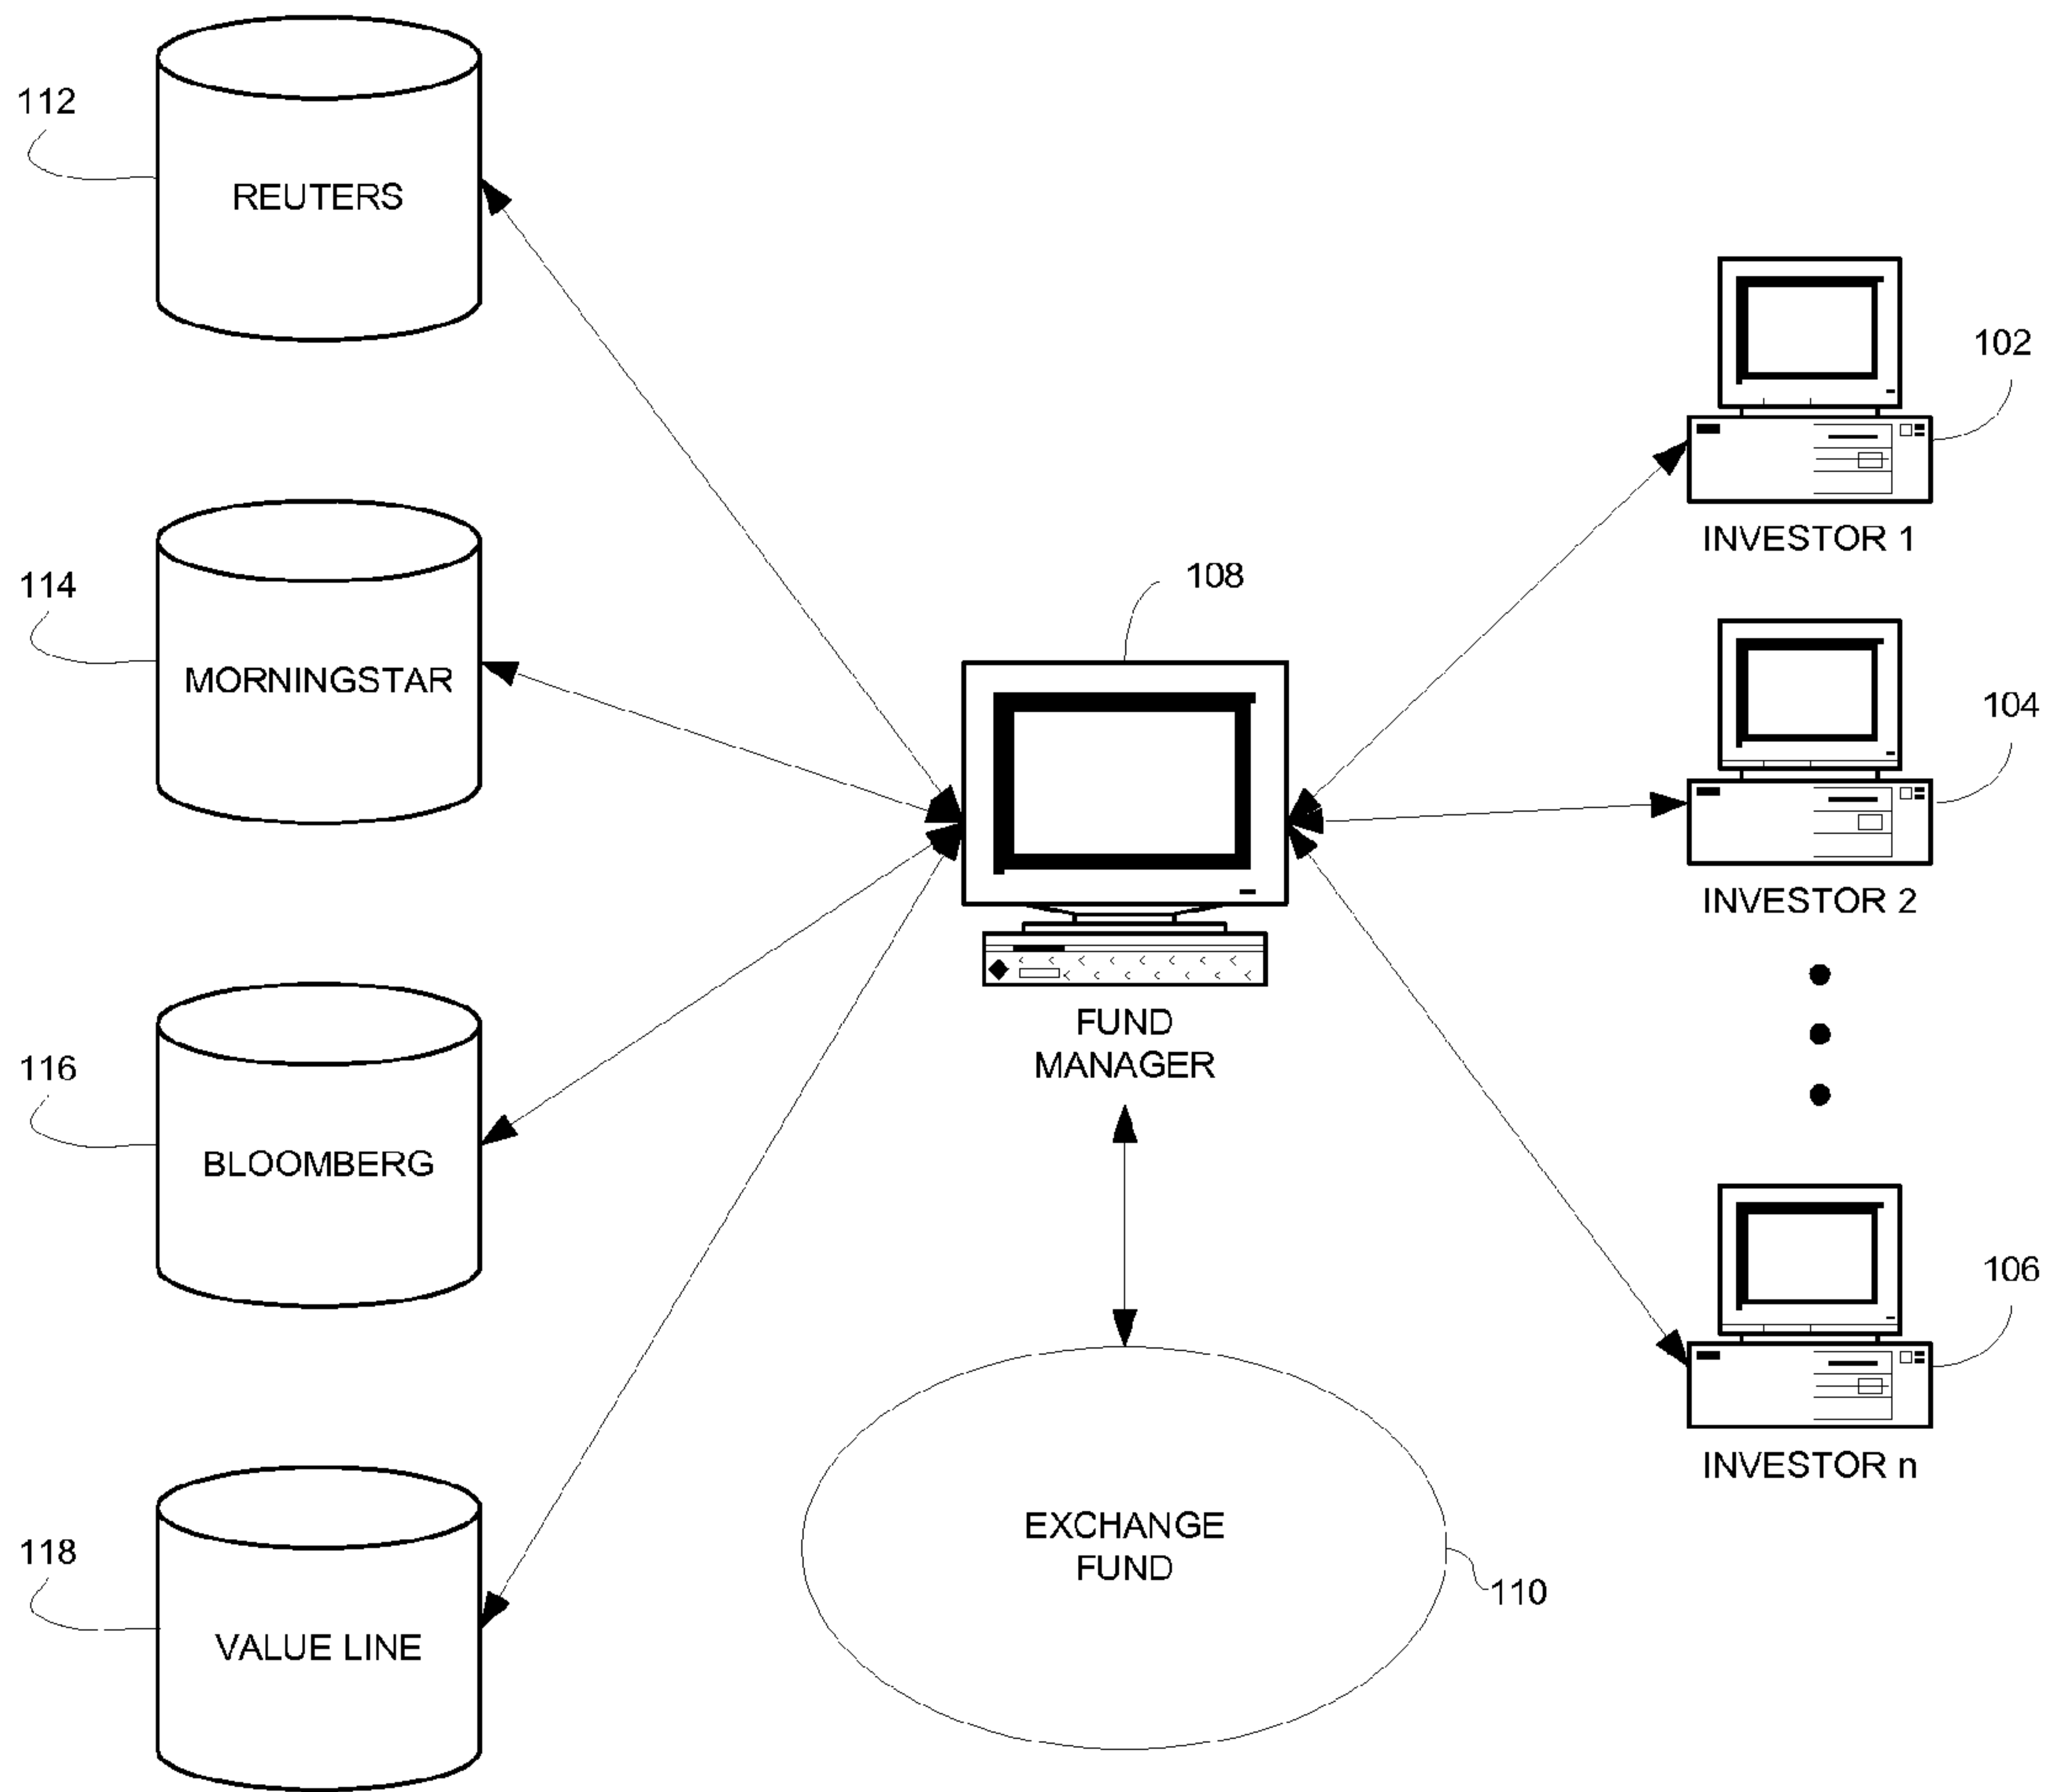 112
REUTERS
102
INVESTOR 1
108
114
MORNINGSTAR
104
INVESTOR 2
FUND
MANAGER
116
BLOOMBERG
106
INVESTOR n
EXCHANGE
FUND
110
118
VALUE LINE